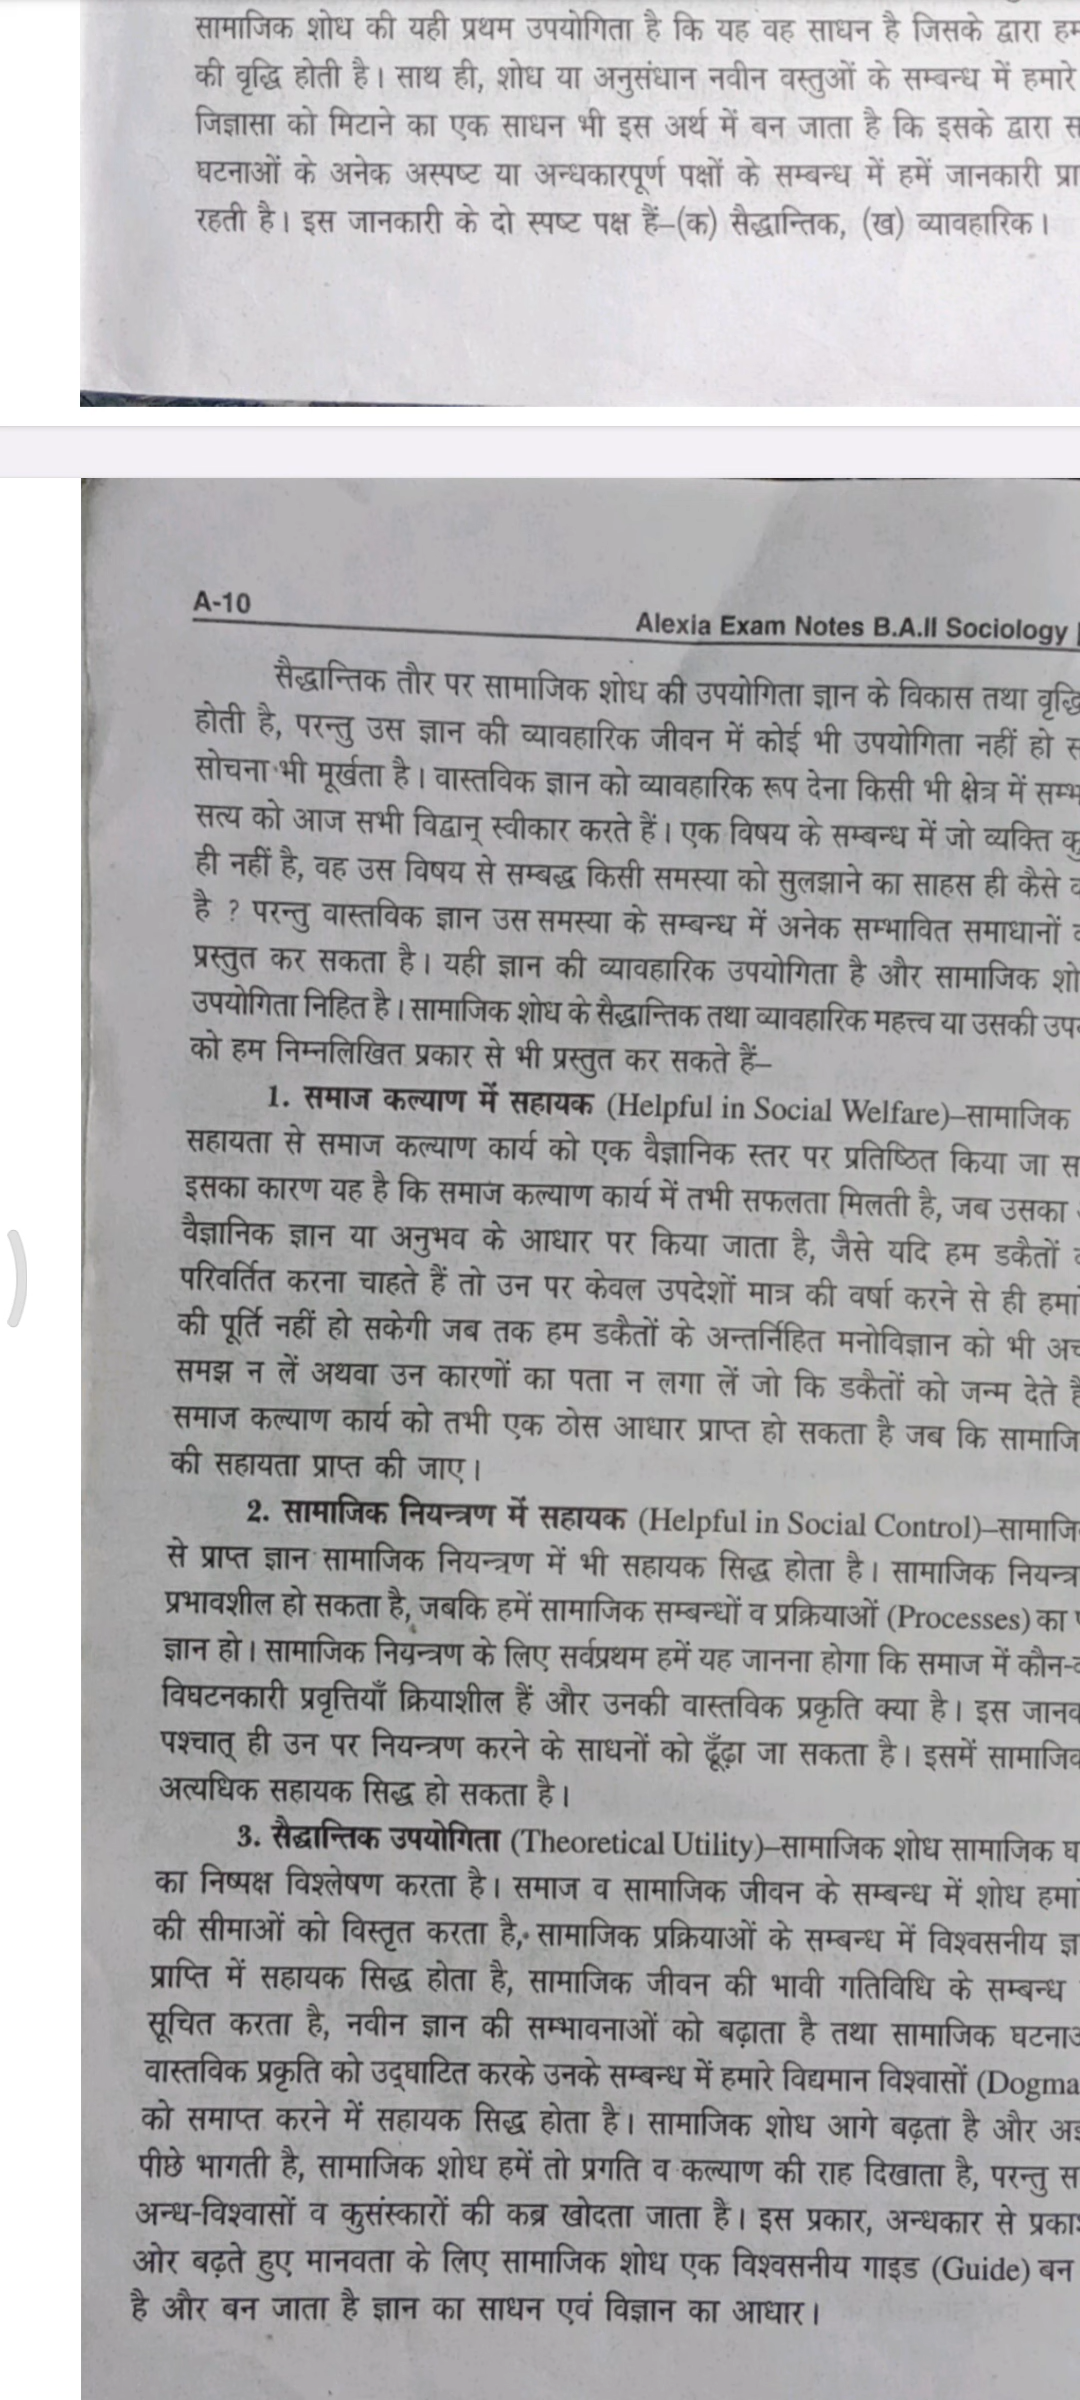 सामाजिक शोध की यही प्रथम उपयोगिता है कि यह वह साधन है जिसके द्वारा
की वृद्धि होती है। साथ ही, शोध या अनुसंधान नवीन वस्तुओं के सम्बन्ध में हमारे
जिज्ञासा को मिटाने का एक साधन भी इस अर्थ में बन जाता है कि इसके द्वारा
घटनाओं के अनेक अस्पष्ट या अन्धकारपूर्ण पक्षों के सम्बन्ध में हमें जानकारी
रहती है। इस जानकारी के दो स्पष्ट पक्ष हैं–(क) सैद्धान्तिक, (ख) व्यावहारिक।
A-10
Alexia Exam Notes B.A.II Sociology
सैद्धान्तिक तौर पर सामाजिक शोध की उपयोगिता ज्ञान के विकास तथा वृद्धि
होती है, परन्तु उस ज्ञान की व्यावहारिक जीवन में कोई भी उपयोगिता नहीं हो
सोचना भी मूर्खता है। वास्तविक ज्ञान को व्यावहारिक रूप देना किसी भी क्षेत्र में
सत्य को आज सभी विद्वान् स्वीकार करते हैं। एक विषय के सम्बन्ध में जो व्यक्ति
ही नहीं है, वह उस विषय से सम्बद्ध किसी समस्या को सुलझाने का साहस ही कैसे
है ? परन्तु वास्तविक ज्ञान उस समस्या के सम्बन्ध में अनेक सम्भावित समाधानों
प्रस्तुत कर सकता है। यही ज्ञान की व्यावहारिक उपयोगिता है और सामाजिक
उपयोगिता निहित है। सामाजिक शोध के सैद्धान्तिक तथा व्यावहारिक महत्त्व या उसकी
को हम निम्नलिखित प्रकार से भी प्रस्तुत कर सकते हैं–
1. समाज कल्याण में सहायक (Helpful in Social Welfare)–सामाजिक
सहायता से समाज कल्याण कार्य को एक वैज्ञानिक स्तर पर प्रतिष्ठित किया जा
इसका कारण यह है कि समाज कल्याण कार्य में तभी सफलता मिलती है, जब उसका
वैज्ञानिक ज्ञान या अनुभव के आधार पर किया जाता है, जैसे यदि हम डकैतों
परिवर्तित करना चाहते हैं तो उन पर केवल उपदेशों मात्र की वर्षा करने से ही
की पूर्ति नहीं हो सकेगी जब तक हम डकैतों के अन्तर्निहित मनोविज्ञान को भी
समझ न लें अथवा उन कारणों का पता न लगा लें जो कि डकैतों को जन्म देते
समाज कल्याण कार्य को तभी एक ठोस आधार प्राप्त हो सकता है जब कि
की सहायता प्राप्त की जाए।
2. सामाजिक नियन्त्रण में सहायक (Helpful in Social Control)–
से प्राप्त ज्ञान सामाजिक नियन्त्रण में भी सहायक सिद्ध होता है। सामाजिक
प्रभावशील हो सकता है, जबकि हमें सामाजिक सम्बन्धों व प्रक्रियाओं (Processes) का
ज्ञान हो। सामाजिक नियन्त्रण के लिए सर्वप्रथम हमें यह जानना होगा कि समाज में
विघटनकारी प्रवृत्तियाँ क्रियाशील हैं और उनकी वास्तविक प्रकृति क्या है। इस
पश्चात् ही उन पर नियन्त्रण करने के साधनों को ढूँढ़ा जा सकता है। इसमें
अत्यधिक सहायक सिद्ध हो सकता है।
3. सैद्धान्तिक उपयोगिता (Theoretical Utility)–सामाजिक शोध सामाजिक
का निष्पक्ष विश्लेषण करता है। समाज व सामाजिक जीवन के सम्बन्ध में शोध
की सीमाओं को विस्तृत करता है, सामाजिक प्रक्रियाओं के सम्बन्ध में विश्वसनीय
प्राप्ति में सहायक सिद्ध होता है, सामाजिक जीवन की भावी गतिविधि के सम्बन्ध
सूचित करता है, नवीन ज्ञान की सम्भावनाओं को बढ़ाता है तथा सामाजिक
वास्तविक प्रकृति को उद्घाटित करके उनके सम्बन्ध में हमारे विद्यमान विश्वासों (Dogma
को समाप्त करने में सहायक सिद्ध होता है। सामाजिक शोध आगे बढ़ता है और
पीछे भागती है, सामाजिक शोध हमें तो प्रगति व कल्याण की राह दिखाता है, परन्तु
अन्ध-विश्वासों व कुसंस्कारों की कब्र खोदता जाता है। इस प्रकार, अन्धकार से
ओर बढ़ते हुए मानवता के लिए सामाजिक शोध एक विश्वसनीय गाइड (Guide) बन
है और बन जाता है ज्ञान का साधन एवं विज्ञान का आधार।